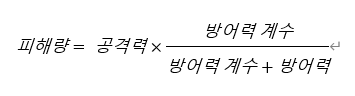 방어력 계수
피해량 = 공격력 × ↵
방어력 계수 + 방어력